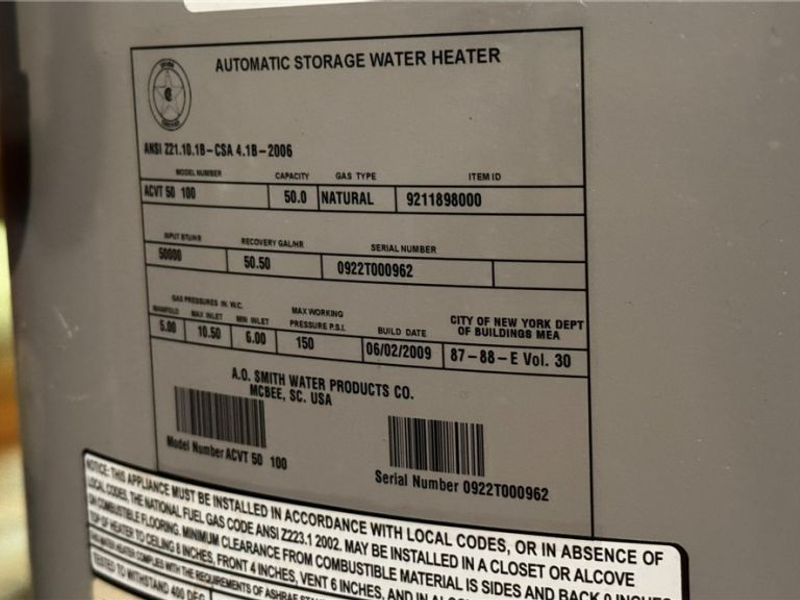 AUTOMATIC STORAGE WATER HEATER
ANSI Z21.10.1B-CSA 4.1B-2006
MODEL NUMBER CAPACITY GAS TYPE ITEM ID
ACVT 50 100 50.0 NATURAL 9211898000
INPUT BTU/HR RECOVERY GAL/HR SERIAL NUMBER
50000 50.50 0922T000962
GAS PRESSURES IN. W.C.
MANIFOLD MAX INLET MIN INLET MAX WORKING PRESSURE P.S.I. BUILD DATE CITY OF NEW YORK DEPT OF BUILDINGS MEA
5.00 10.50 6.00 150 06/02/2009 87-88-E Vol. 30
A.O. SMITH WATER PRODUCTS CO.
MCBEE, SC. USA
Model Number ACVT 50 100
Serial Number 0922T000962
NOTICE: THIS APPLIANCE MUST BE INSTALLED IN ACCORDANCE WITH LOCAL CODES, OR IN ABSENCE OF
LOCAL CODES, THE NATIONAL FUEL GAS CODE ANSI Z223.1 2002. MAY BE INSTALLED IN A CLOSET OR ALCOVE
ON COMBUSTIBLE FLOORING. MINIMUM CLEARANCE FROM COMBUSTIBLE MATERIAL IS SIDES AND BACK 0 INCHES
TOP OF HEATER TO CEILING 8 INCHES, FRONT 4 INCHES, VENT 6 INCHES, AND IN
THIS WATER HEATER COMPLIES WITH THE REQUIREMENTS OF ASHRAE
TESTED TO WITHSTAND 400 DEG